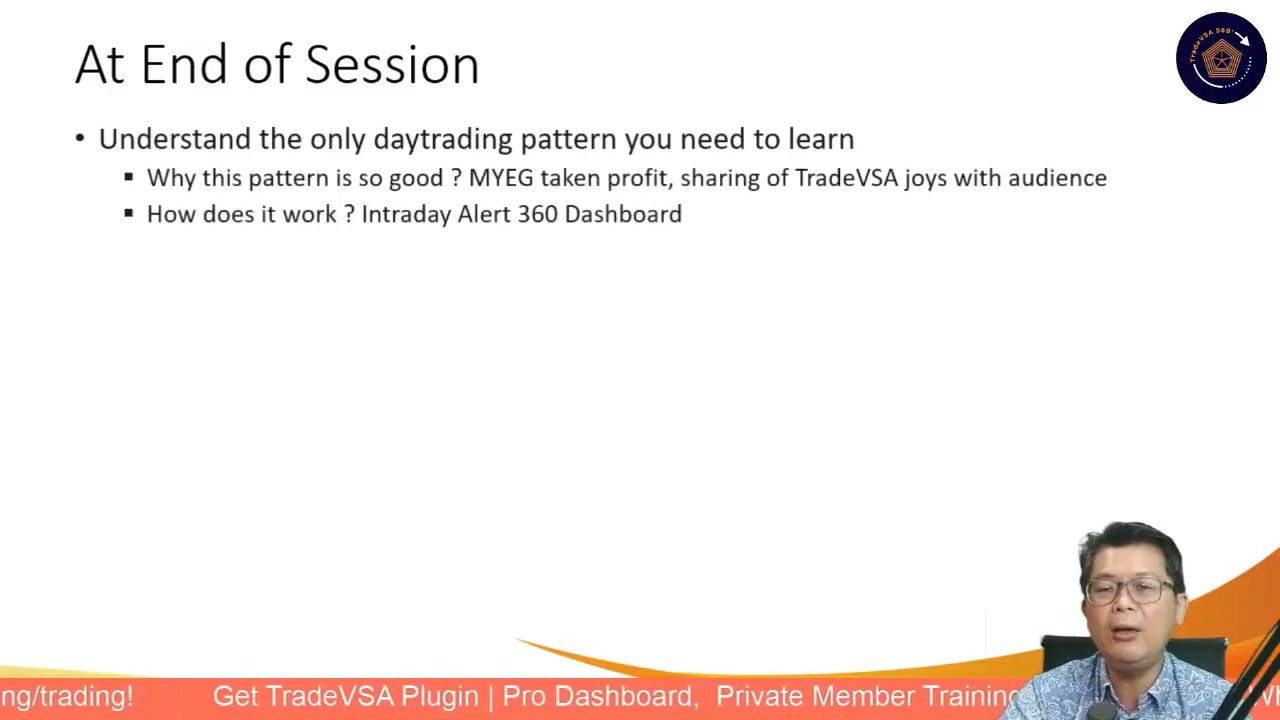 At End of Session
TradeVSA 360°
• Understand the only daytrading pattern you need to learn
▪ Why this pattern is so good ? MYEG taken profit, sharing of TradeVSA joys with audience
▪ How does it work ? Intraday Alert 360 Dashboard
ng/trading! Get TradeVSA Plugin | Pro Dashboard, Private Member Training